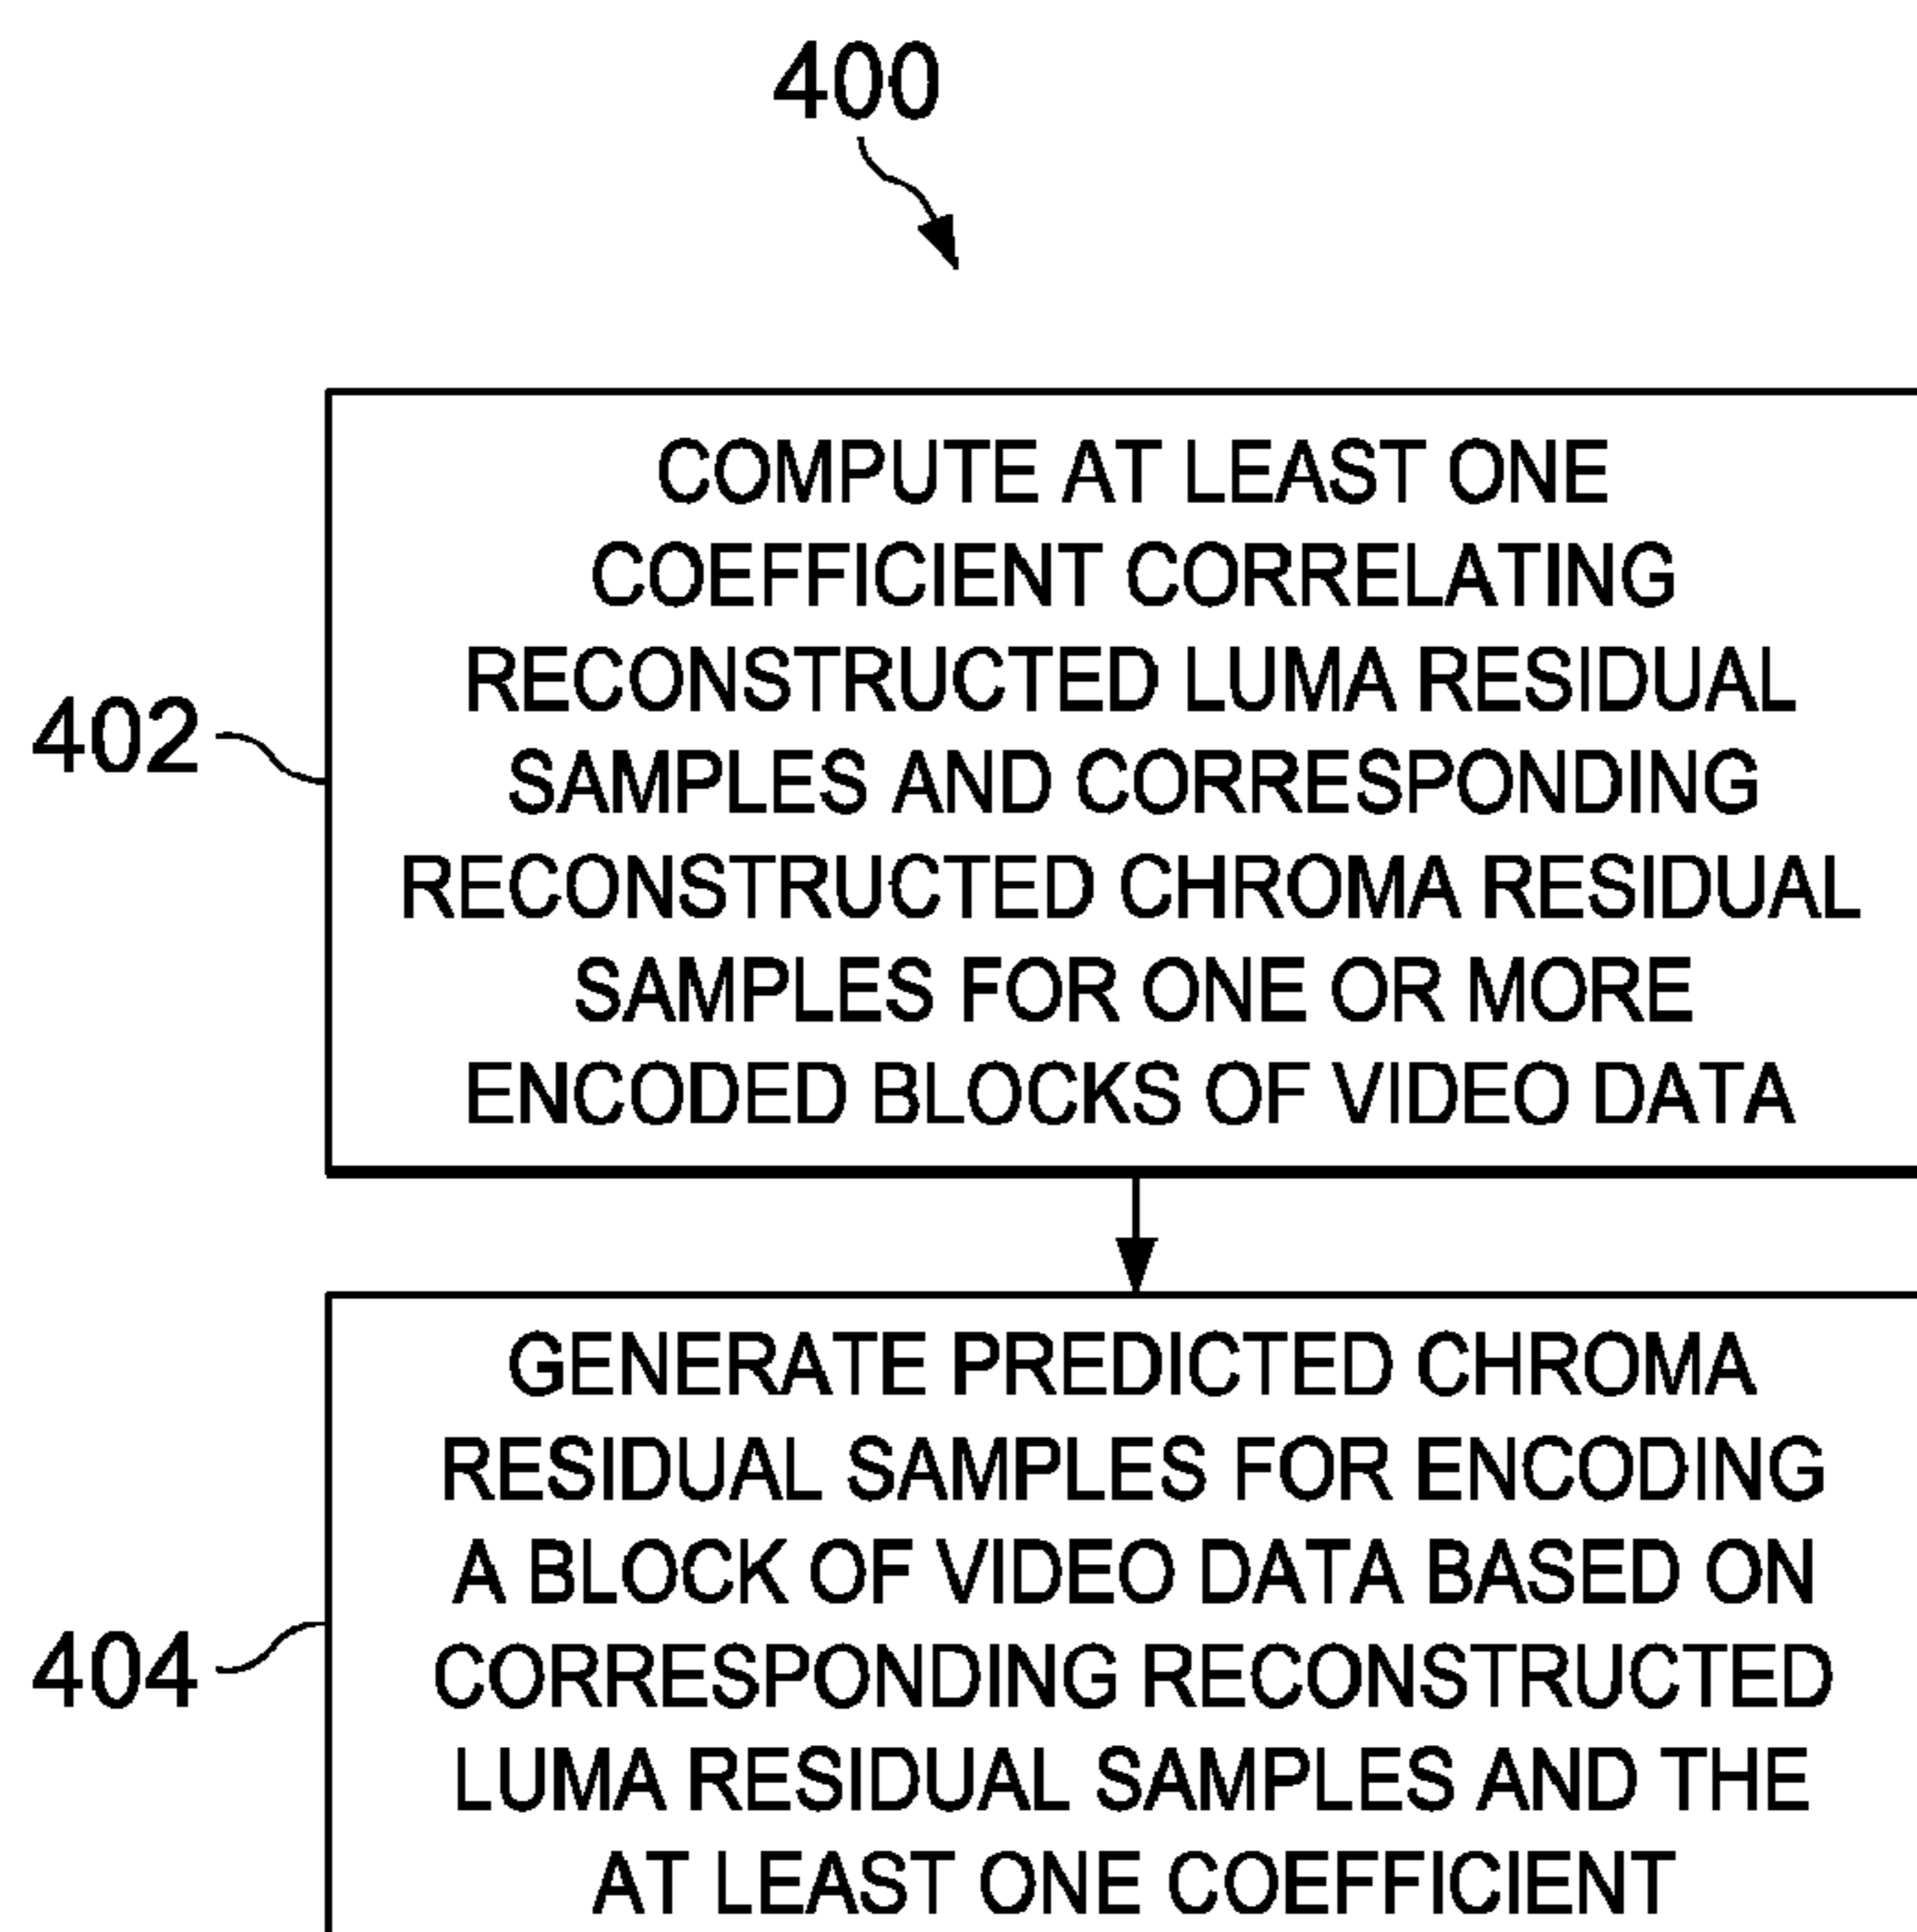 400
COMPUTE AT LEAST ONE
COEFFICIENT CORRELATING
RECONSTRUCTED LUMA RESIDUAL
402
SAMPLES AND CORRESPONDING
RECONSTRUCTED CHROMA RESIDUAL
SAMPLES FOR ONE OR MORE
ENCODED BLOCKS OF VIDEO DATA
GENERATE PREDICTED CHROMA
RESIDUAL SAMPLES FOR ENCODING
A BLOCK OF VIDEO DATA BASED ON
404
CORRESPONDING RECONSTRUCTED
LUMA RESIDUAL SAMPLES AND THE
AT LEAST ONE COEFFICIENT